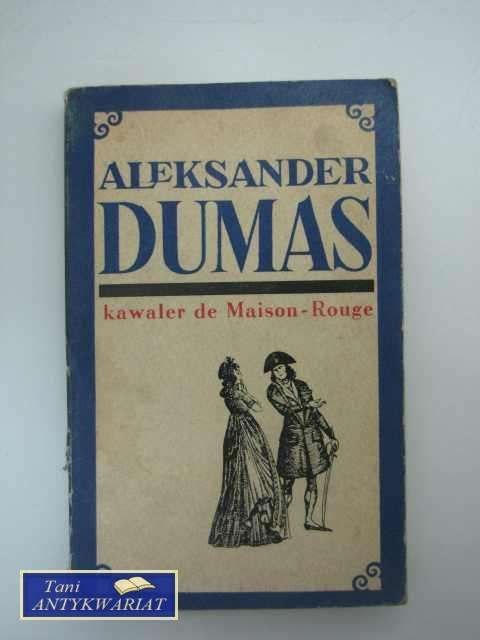 ALEKSANDER
DUMAS
kawaler de Maison-Rouge
Tani
ANTYKWARIAT